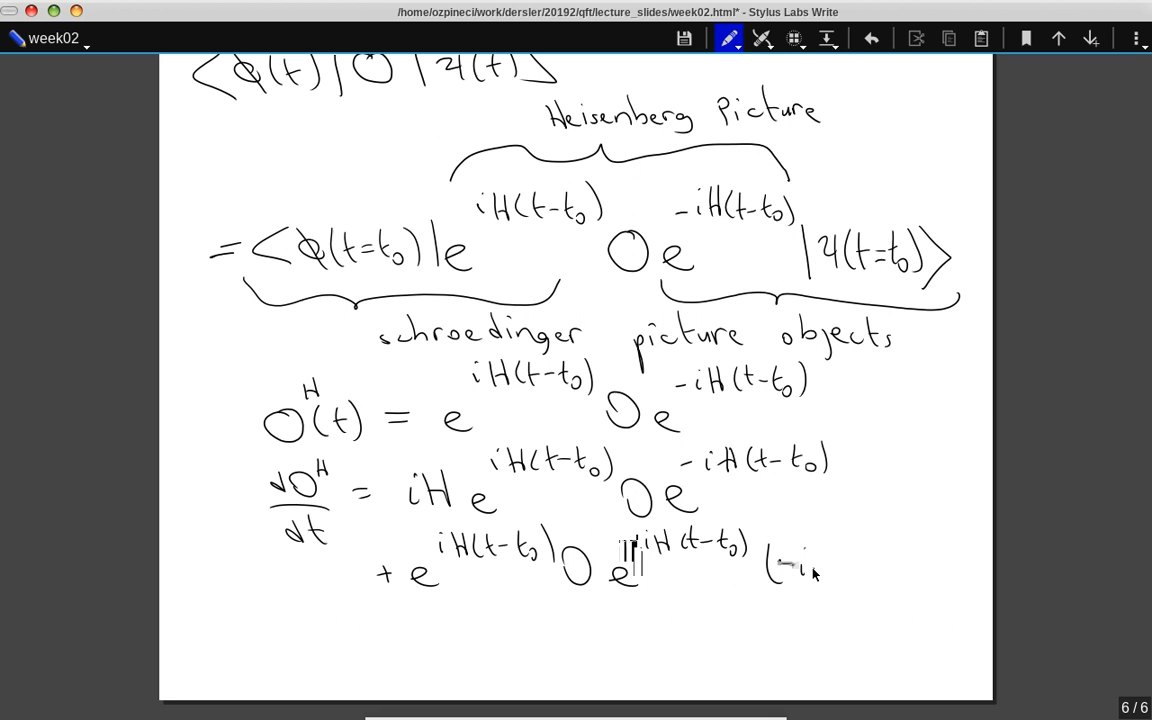 /home/ozpineci/work/dersler/20192/qft/lecture_slides/week02.html* - Stylus Labs Write
week02
<ϕ(t)|O|Ψ(t)>
Heisenberg Picture
= <ϕ(t=t₀)|e^{iH(t-t₀)} O e^{-iH(t-t₀)} |Ψ(t=t₀)>
schroedinger picture objects
O^H(t) = e^{iH(t-t₀)} O e^{-iH(t-t₀)}
dO^H/dt = iH e^{iH(t-t₀)} O e^{-iH(t-t₀)}
+ e^{iH(t-t₀)} O e^{-iH(t-t₀)} (-i
6 / 6